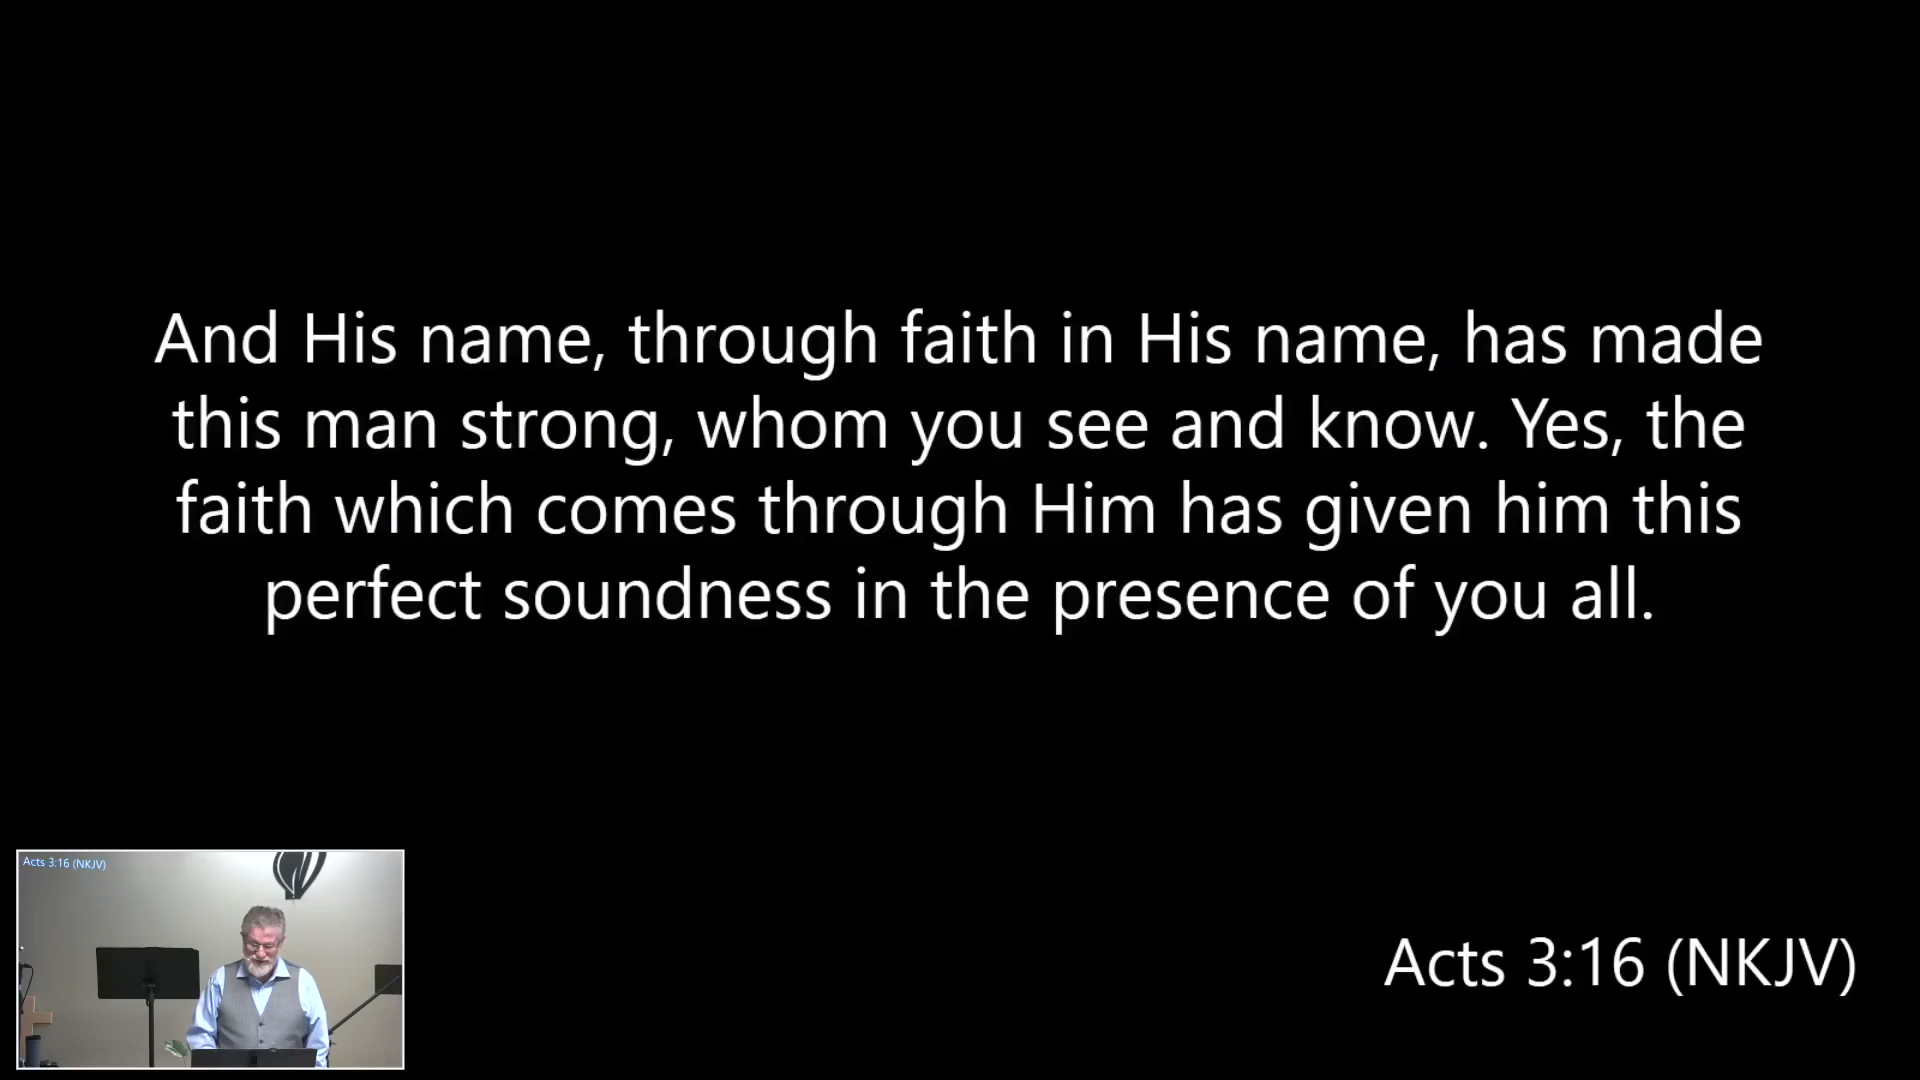 And His name, through faith in His name, has made
this man strong, whom you see and know. Yes, the
faith which comes through Him has given him this
perfect soundness in the presence of you all.
Acts 3:16 (NKJV)
Acts 3:16 (NKJV)